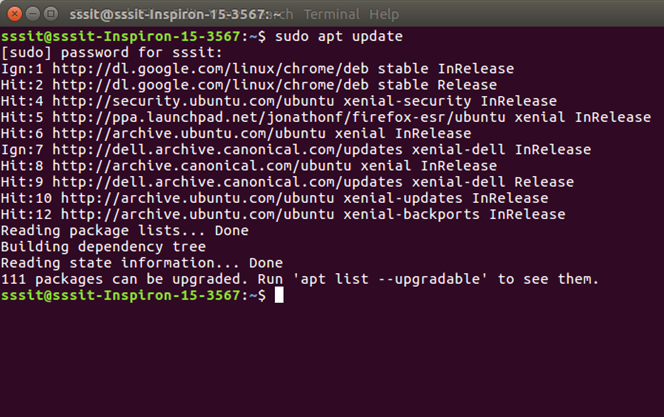 sssit@sssit-Inspiron-15-3567: ~ Terminal Help
sssit@sssit-Inspiron-15-3567:~$ sudo apt update
[sudo] password for sssit:
Ign:1 http://dl.google.com/linux/chrome/deb stable InRelease
Hit:2 http://dl.google.com/linux/chrome/deb stable Release
Hit:4 http://security.ubuntu.com/ubuntu xenial-security InRelease
Hit:5 http://ppa.launchpad.net/jonathonf/firefox-esr/ubuntu xenial InRelease
Hit:6 http://archive.ubuntu.com/ubuntu xenial InRelease
Ign:7 http://dell.archive.canonical.com/updates xenial-dell InRelease
Hit:8 http://archive.canonical.com/ubuntu xenial InRelease
Hit:9 http://dell.archive.canonical.com/updates xenial-dell Release
Hit:10 http://archive.ubuntu.com/ubuntu xenial-updates InRelease
Hit:12 http://archive.ubuntu.com/ubuntu xenial-backports InRelease
Reading package lists... Done
Building dependency tree
Reading state information... Done
111 packages can be upgraded. Run 'apt list --upgradable' to see them.
sssit@sssit-Inspiron-15-3567:~$